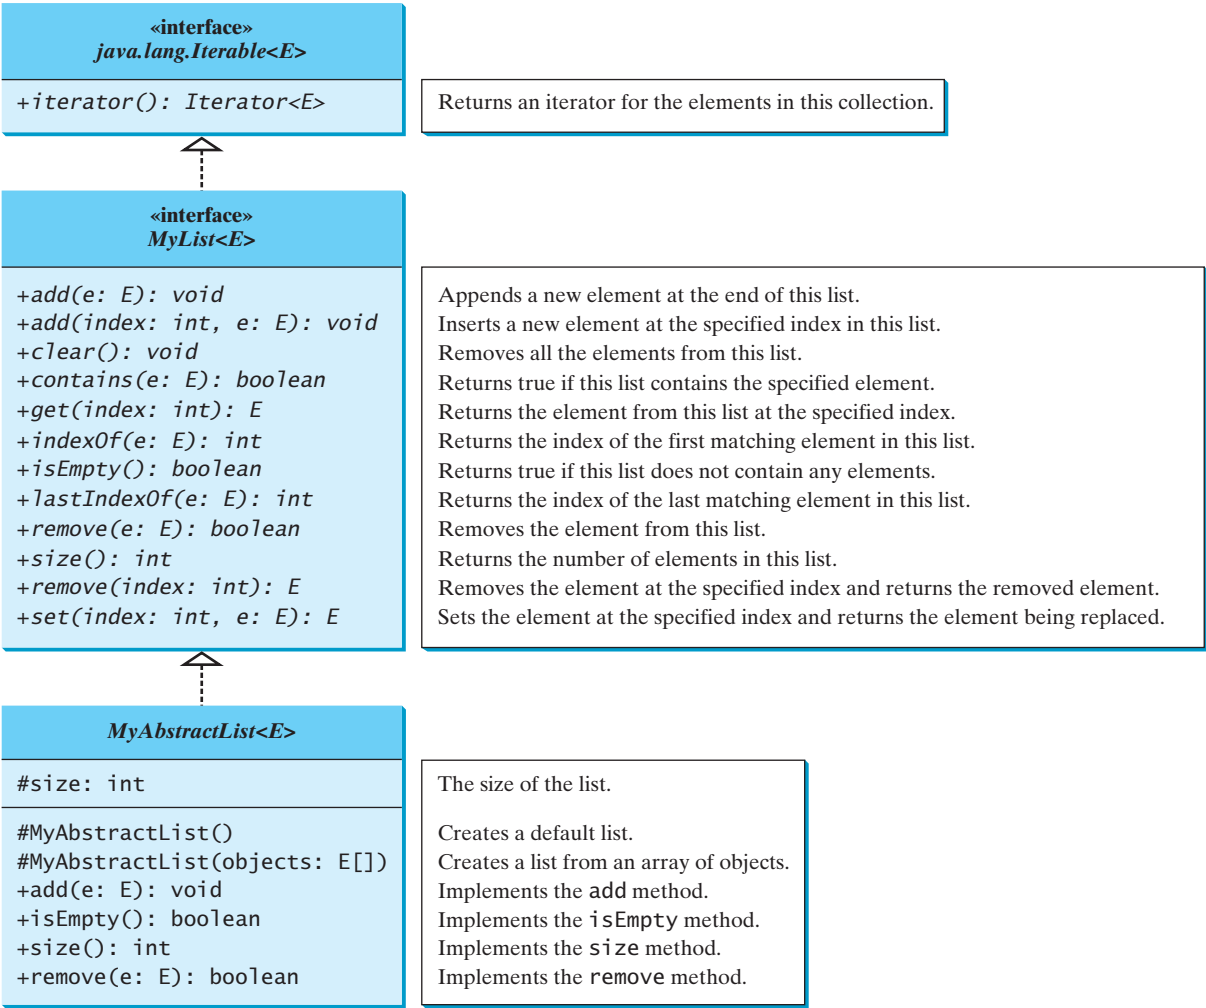 «interface»
java.lang.Iterable<E>
+iterator(): Iterator<E>
Returns an iterator for the elements in this collection.
«interface»
MyList<E>
+add(e: E): void
Appends a new element at the end of this list.
+add(index: int, e: E): void
Inserts a new element at the specified index in this list.
+clear(): void
Removes all the elements from this list.
+contains(e: E): boolean
Returns true if this list contains the specified element.
+get(index: int): E
Returns the element from this list at the specified index.
+indexOf(e: E): int
Returns the index of the first matching element in this list.
+isEmpty(): boolean
Returns true if this list does not contain any elements.
+lastIndexOf(e: E): int
Returns the index of the last matching element in this list.
+remove(e: E): boolean
Removes the element from this list.
+size(): int
Returns the number of elements in this list.
+remove(index: int): E
Removes the element at the specified index and returns the removed element.
+set(index: int, e: E): E
Sets the element at the specified index and returns the element being replaced.
MyAbstractList<E>
#size: int
The size of the list.
#MyAbstractList()
Creates a default list.
#MyAbstractList(objects: E[])
Creates a list from an array of objects.
+add(e: E): void
Implements the add method.
+isEmpty(): boolean
Implements the isEmpty method.
+size(): int
Implements the size method.
+remove(e: E): boolean
Implements the remove method.